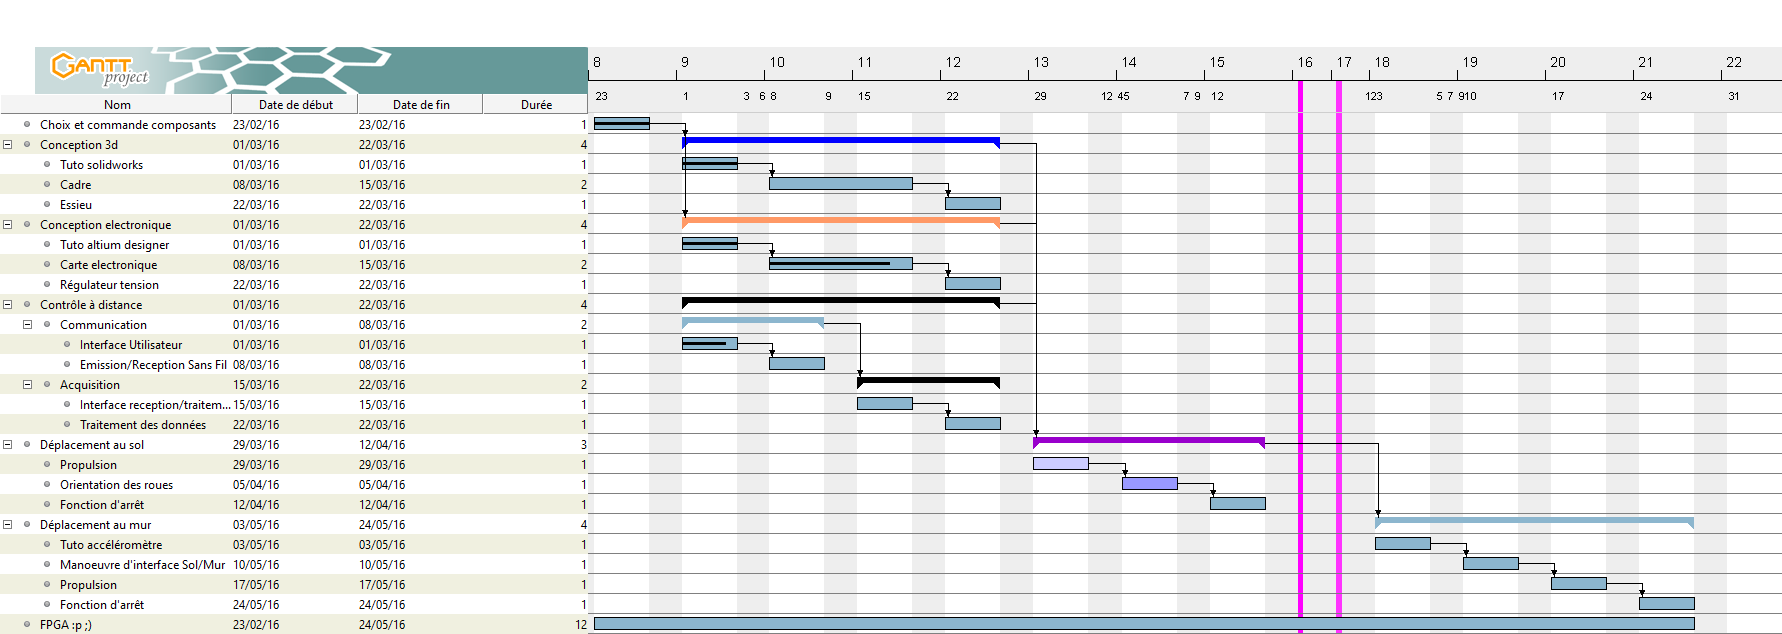 GANTT
project
8 9 10 11 12 13 14 15 16 17 18 19 20 21 22
Nom Date de début Date de fin Durée 23 1 3 6 8 9 15 22 29 12 45 7 9 12 123 5 7 910 17 24 31
Choix et commande composants 23/02/16 23/02/16 1
Conception 3d 01/03/16 22/03/16 4
Tuto solidworks 01/03/16 01/03/16 1
Cadre 08/03/16 15/03/16 2
Essieu 22/03/16 22/03/16 1
Conception electronique 01/03/16 22/03/16 4
Tuto altium designer 01/03/16 01/03/16 1
Carte electronique 08/03/16 15/03/16 2
Régulateur tension 22/03/16 22/03/16 1
Contrôle à distance 01/03/16 22/03/16 4
Communication 01/03/16 08/03/16 2
Interface Utilisateur 01/03/16 01/03/16 1
Emission/Reception Sans Fil 08/03/16 08/03/16 1
Acquisition 15/03/16 22/03/16 2
Interface reception/traitem... 15/03/16 15/03/16 1
Traitement des données 22/03/16 22/03/16 1
Déplacement au sol 29/03/16 12/04/16 3
Propulsion 29/03/16 29/03/16 1
Orientation des roues 05/04/16 05/04/16 1
Fonction d'arrêt 12/04/16 12/04/16 1
Déplacement au mur 03/05/16 24/05/16 4
Tuto accéléromètre 03/05/16 03/05/16 1
Manoeuvre d'interface Sol/Mur 10/05/16 10/05/16 1
Propulsion 17/05/16 17/05/16 1
Fonction d'arrêt 24/05/16 24/05/16 1
FPGA :p ;) 23/02/16 24/05/16 12